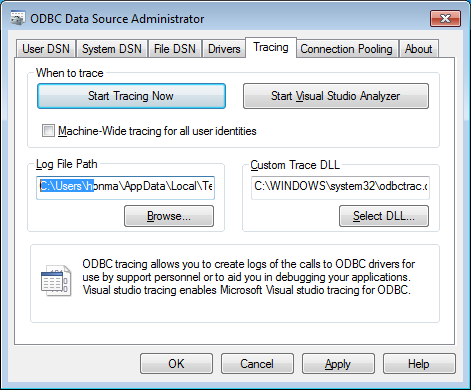 ODBC Data Source Administrator
User DSN System DSN File DSN Drivers Tracing Connection Pooling About
When to trace
Start Tracing Now Start Visual Studio Analyzer
Machine-Wide tracing for all user identities
Log File Path Custom Trace DLL
C:\Users\honma\AppData\Local\Te C:\WINDOWS\system32\odbctrac.d
Browse... Select DLL...
ODBC tracing allows you to create logs of the calls to ODBC drivers for
use by support personnel or to aid you in debugging your applications.
Visual studio tracing enables Microsoft Visual studio tracing for ODBC.
OK Cancel Apply Help